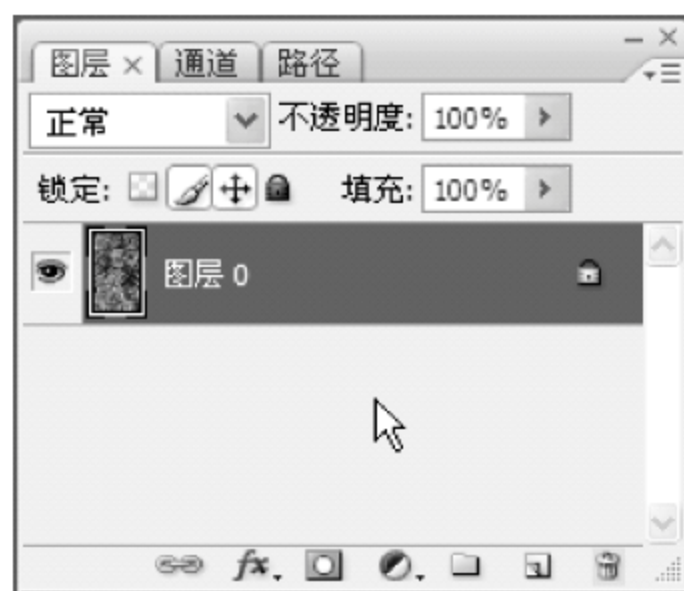 图层 × 通道 路径
正常 不透明度: 100%
锁定: 填充: 100%
图层 0
fx.